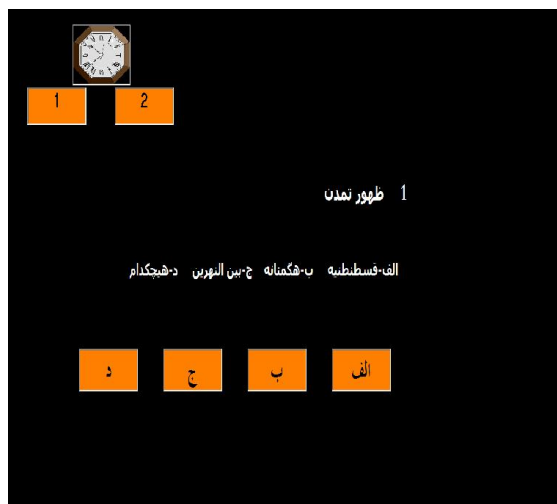 1 2
1 ظهور تمدن
الف-قسطنطنیه ب-هگمتانه ج-بین النهرین د-هیچکدام
الف ب ج د